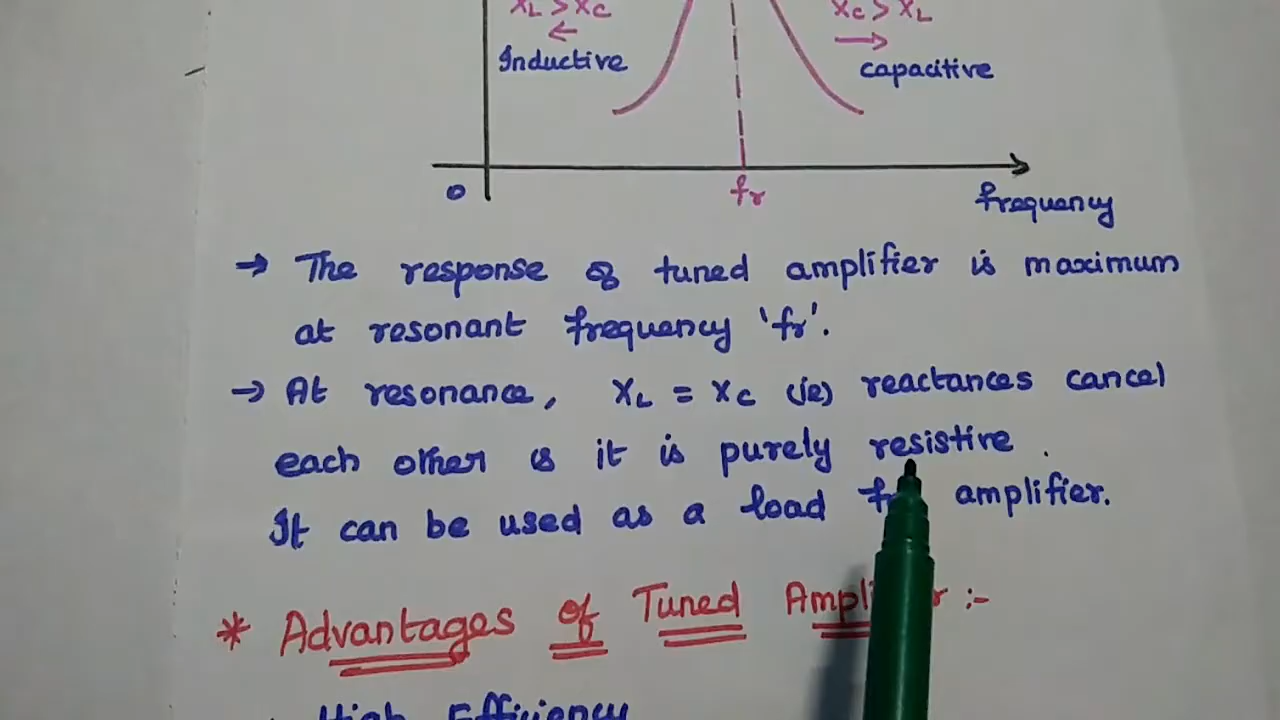 XL > XC
XC > XL
Inductive
capacitive
0
fr
frequency
→ The response of tuned amplifier is maximum
at resonant frequency 'fr'.
→ At resonance, XL = XC (ie) reactances cancel
each other & it is purely resistive.
It can be used as a load amplifier.
* Advantages of Tuned :-
High Efficiency